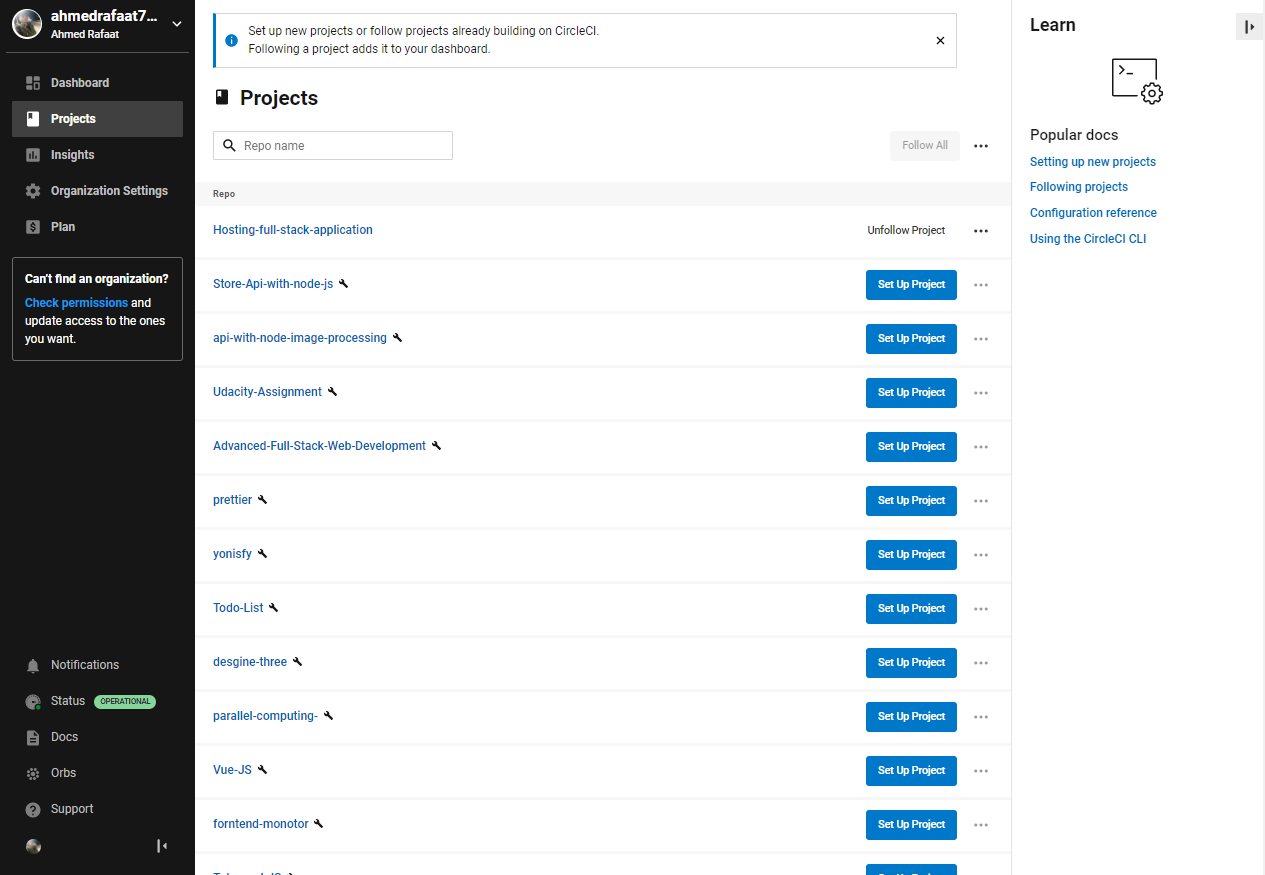 ahmedrafaat7...
Ahmed Rafaat
Dashboard
Projects
Insights
Organization Settings
Plan
Can't find an organization?
Check permissions and
update access to the ones
you want.
Notifications
Status OPERATIONAL
Docs
Orbs
Support
Set up new projects or follow projects already building on CircleCI.
Following a project adds it to your dashboard.
Projects
Repo name
Follow All
Repo
Hosting-full-stack-application
Unfollow Project
Store-Api-with-node-js
Set Up Project
api-with-node-image-processing
Set Up Project
Udacity-Assignment
Set Up Project
Advanced-Full-Stack-Web-Development
Set Up Project
prettier
Set Up Project
yonisfy
Set Up Project
Todo-List
Set Up Project
desgine-three
Set Up Project
parallel-computing-
Set Up Project
Vue-JS
Set Up Project
forntend-monotor
Set Up Project
Learn
Popular docs
Setting up new projects
Following projects
Configuration reference
Using the CircleCI CLI